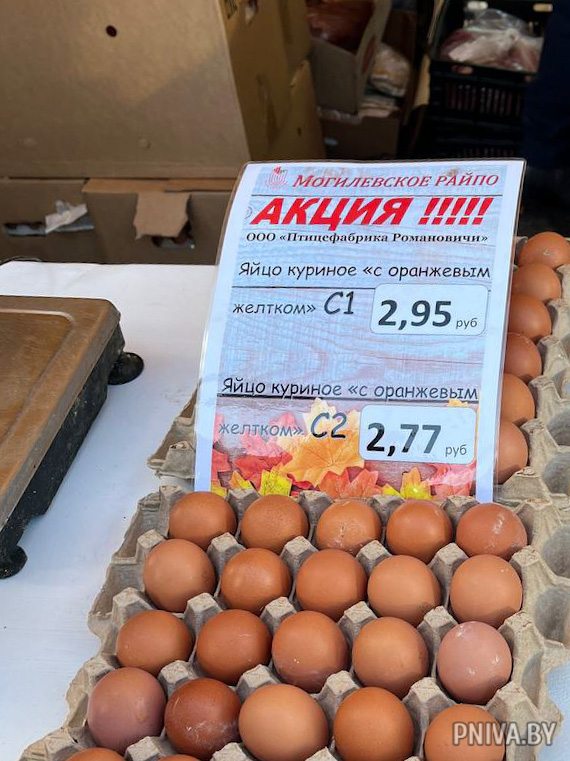 МОГИЛЕВСКОЕ РАЙПО
АКЦИЯ !!!!!
ООО «Птицефабрика Романовичи»
Яйцо куриное «с оранжевым
желтком» С1 2,95 руб
Яйцо куриное «с оранжевым
желтком» С2 2,77 руб
PNIVA.BY